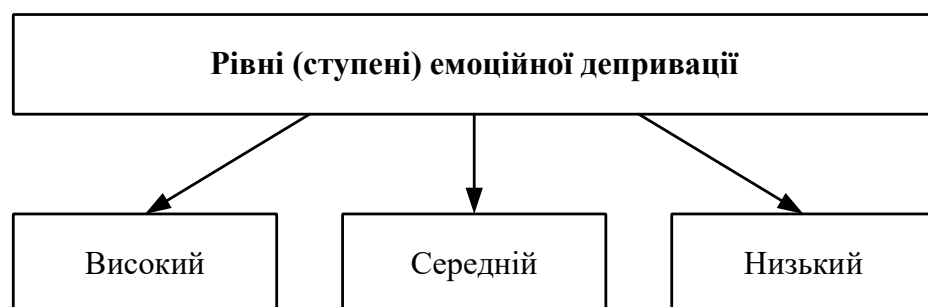 Рівні (ступені) емоційної депривації
Високий
Середній
Низький